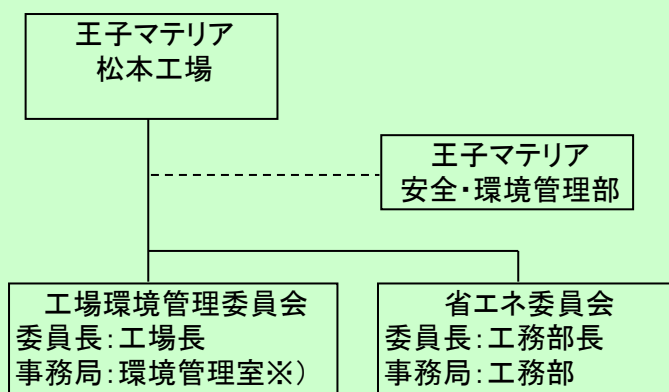 王子マテリア
松本工場
王子マテリア
安全・環境管理部
工場環境管理委員会
委員長：工場長
事務局：環境管理室※）
省エネ委員会
委員長：工務部長
事務局：工務部